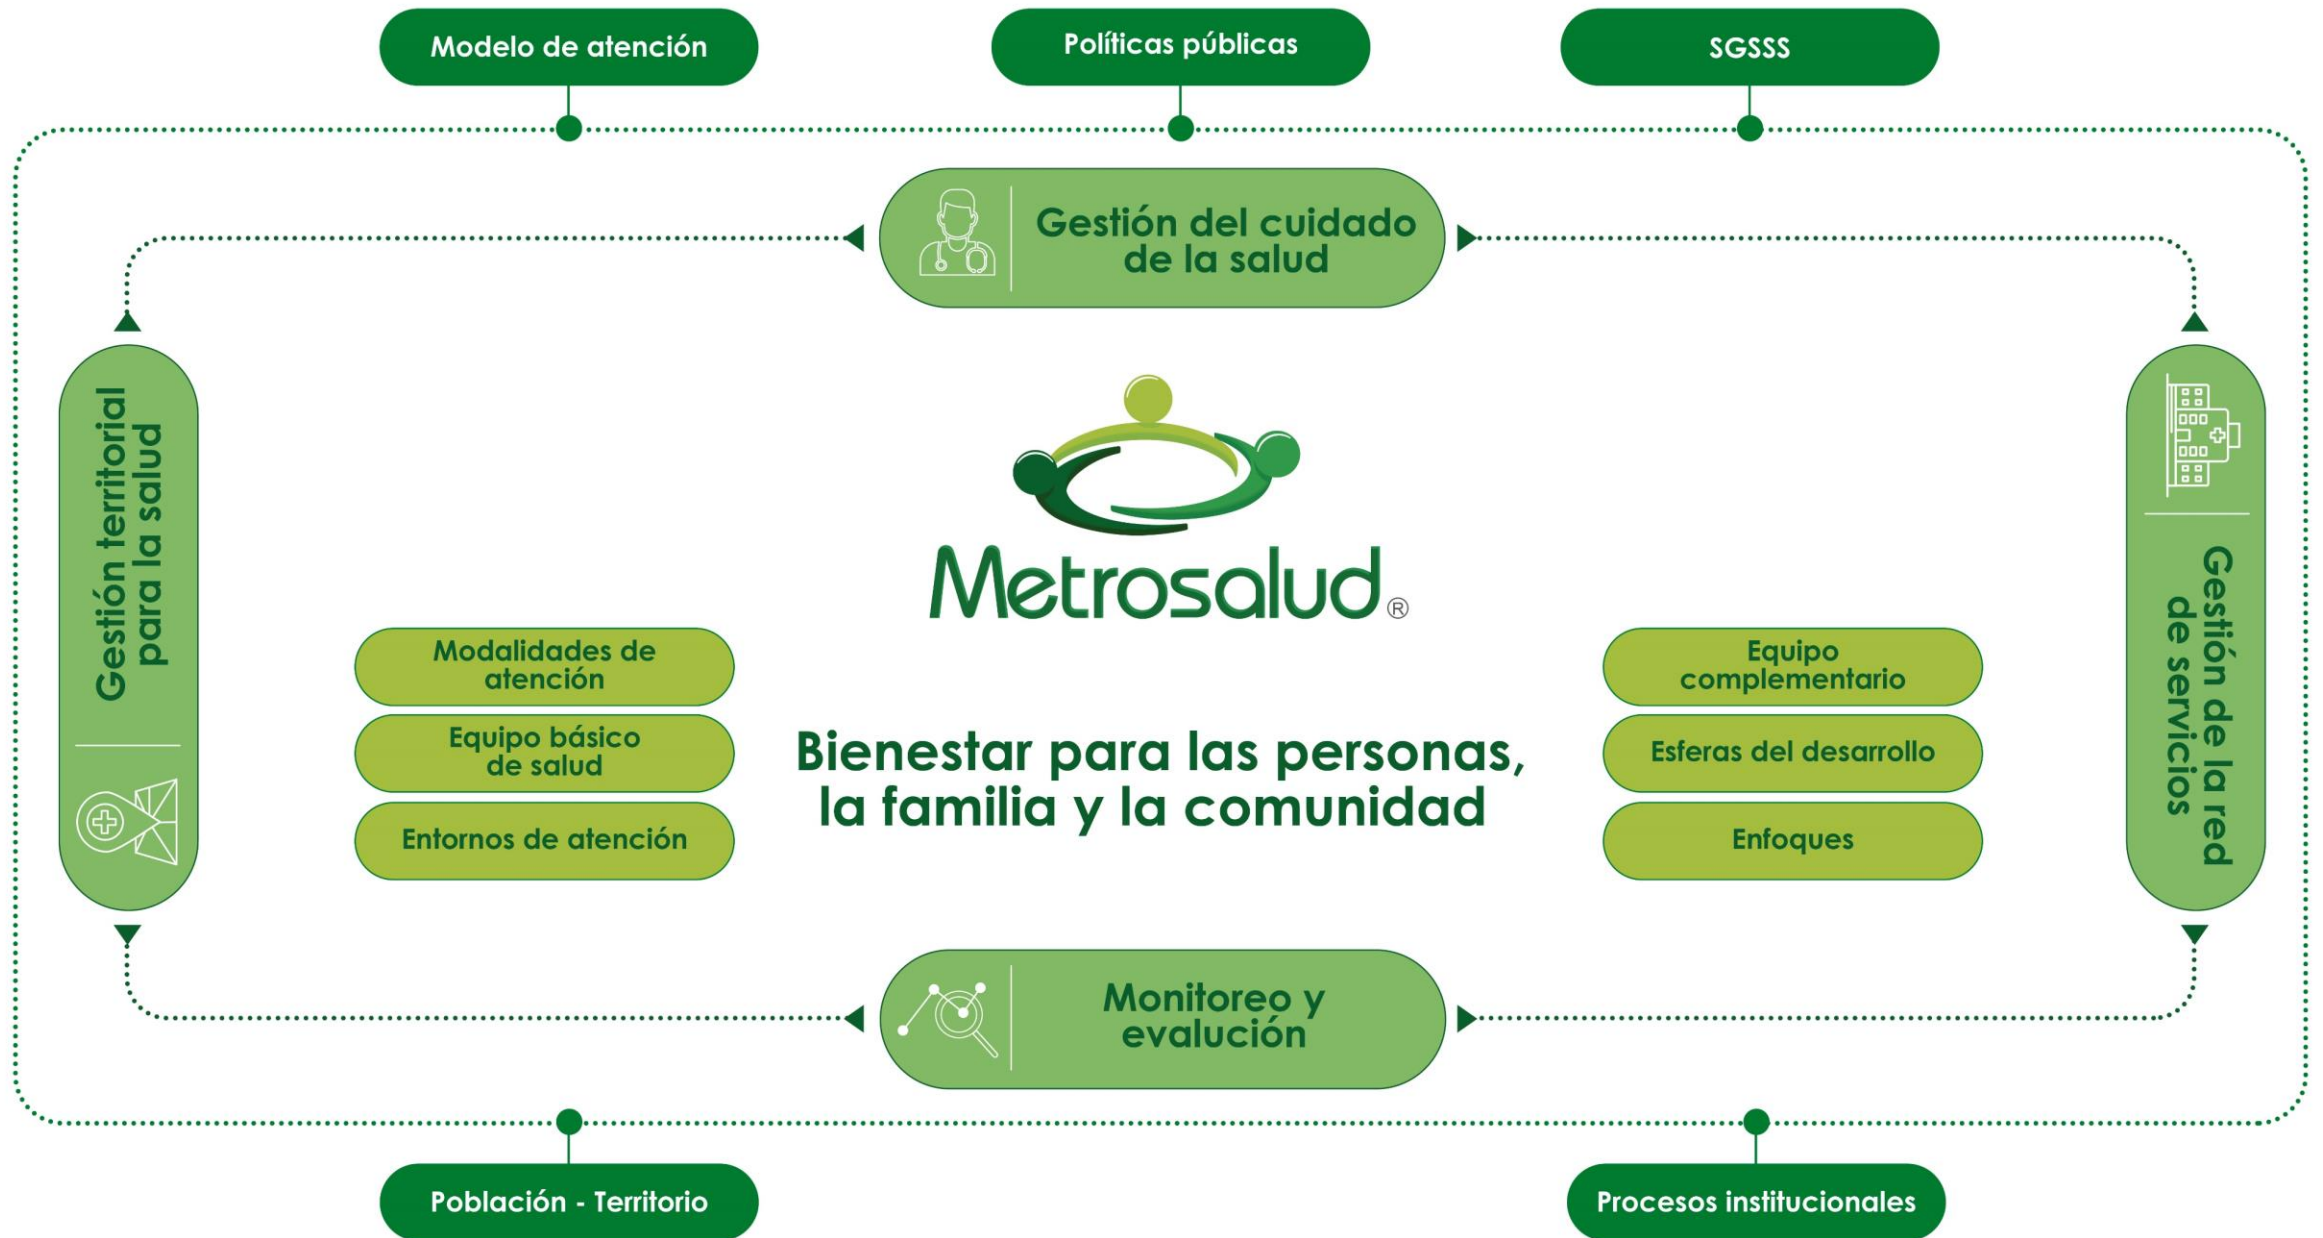 Modelo de atención
Políticas públicas
SGSSS
Gestión del cuidado
de la salud
Gestión territorial
para la salud
Metrosalud®
Modalidades de
atención
Equipo básico
de salud
Entornos de atención
Bienestar para las personas,
la familia y la comunidad
Equipo
complementario
Esferas del desarrollo
Enfoques
Gestión de la red
de servicios
Monitoreo y
evalución
Población - Territorio
Procesos institucionales